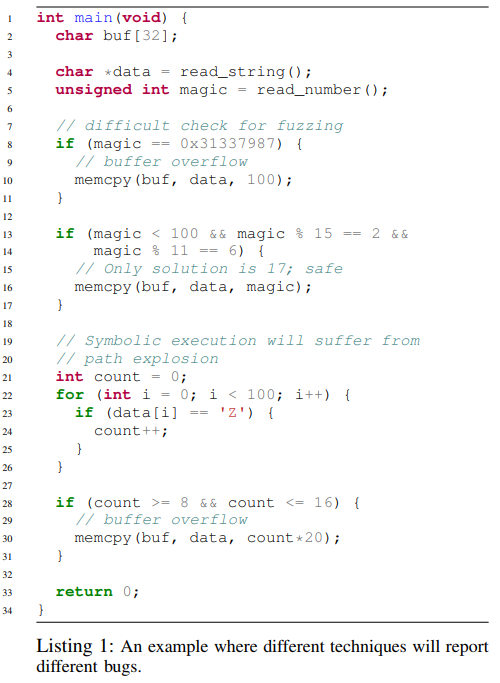 1 int main(void) {
2   char buf[32];
3
4   char *data = read_string();
5   unsigned int magic = read_number();
6
7   // difficult check for fuzzing
8   if (magic == 0x31337987) {
9     // buffer overflow
10     memcpy(buf, data, 100);
11   }
12
13   if (magic < 100 && magic % 15 == 2 &&
14       magic % 11 == 6) {
15     // Only solution is 17; safe
16     memcpy(buf, data, magic);
17   }
18
19   // Symbolic execution will suffer from
20   // path explosion
21   int count = 0;
22   for (int i = 0; i < 100; i++) {
23     if (data[i] == 'Z') {
24       count++;
25     }
26   }
27
28   if (count >= 8 && count <= 16) {
29     // buffer overflow
30     memcpy(buf, data, count*20);
31   }
32
33   return 0;
34 }
Listing 1: An example where different techniques will report
different bugs.